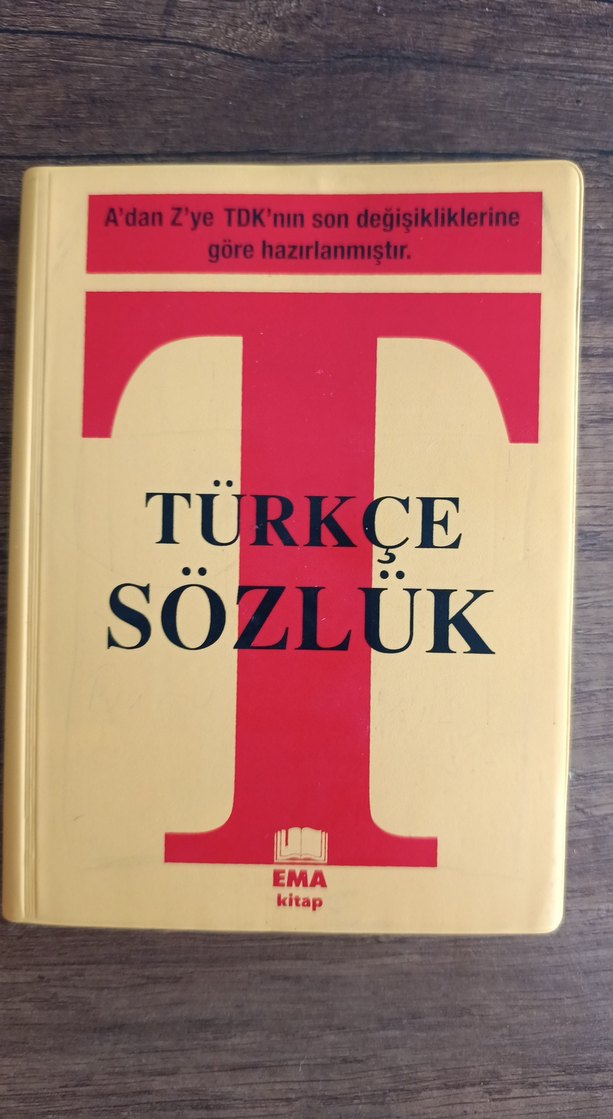 A'dan Z'ye TDK'nın son değişikliklerine
göre hazırlanmıştır.
TÜRKÇE
SÖZLÜK
EMA
kitap